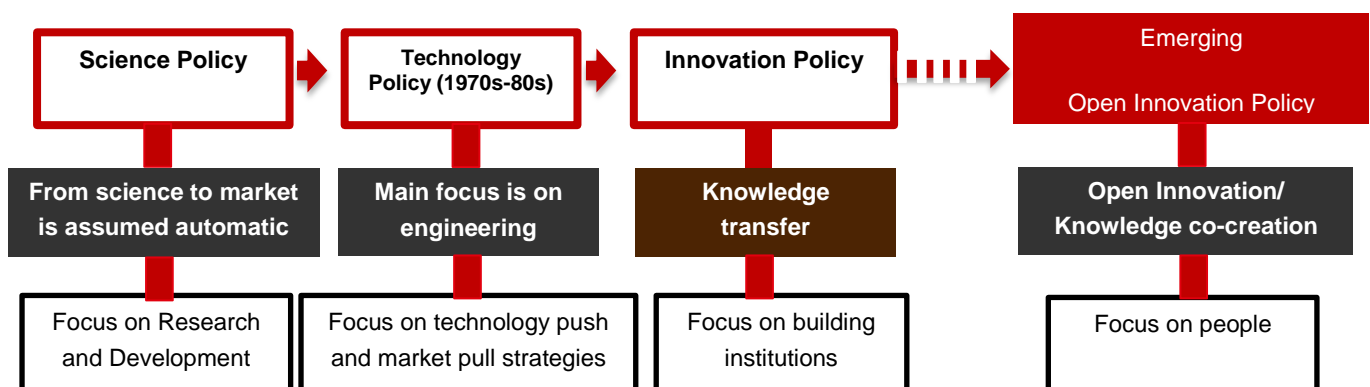 Science Policy
Technology
Policy (1970s-80s)
Innovation Policy
Emerging
Open Innovation Policy
From science to market
is assumed automatic
Main focus is on
engineering
Knowledge
transfer
Open Innovation/
Knowledge co-creation
Focus on Research
and Development
Focus on technology push
and market pull strategies
Focus on building
institutions
Focus on people